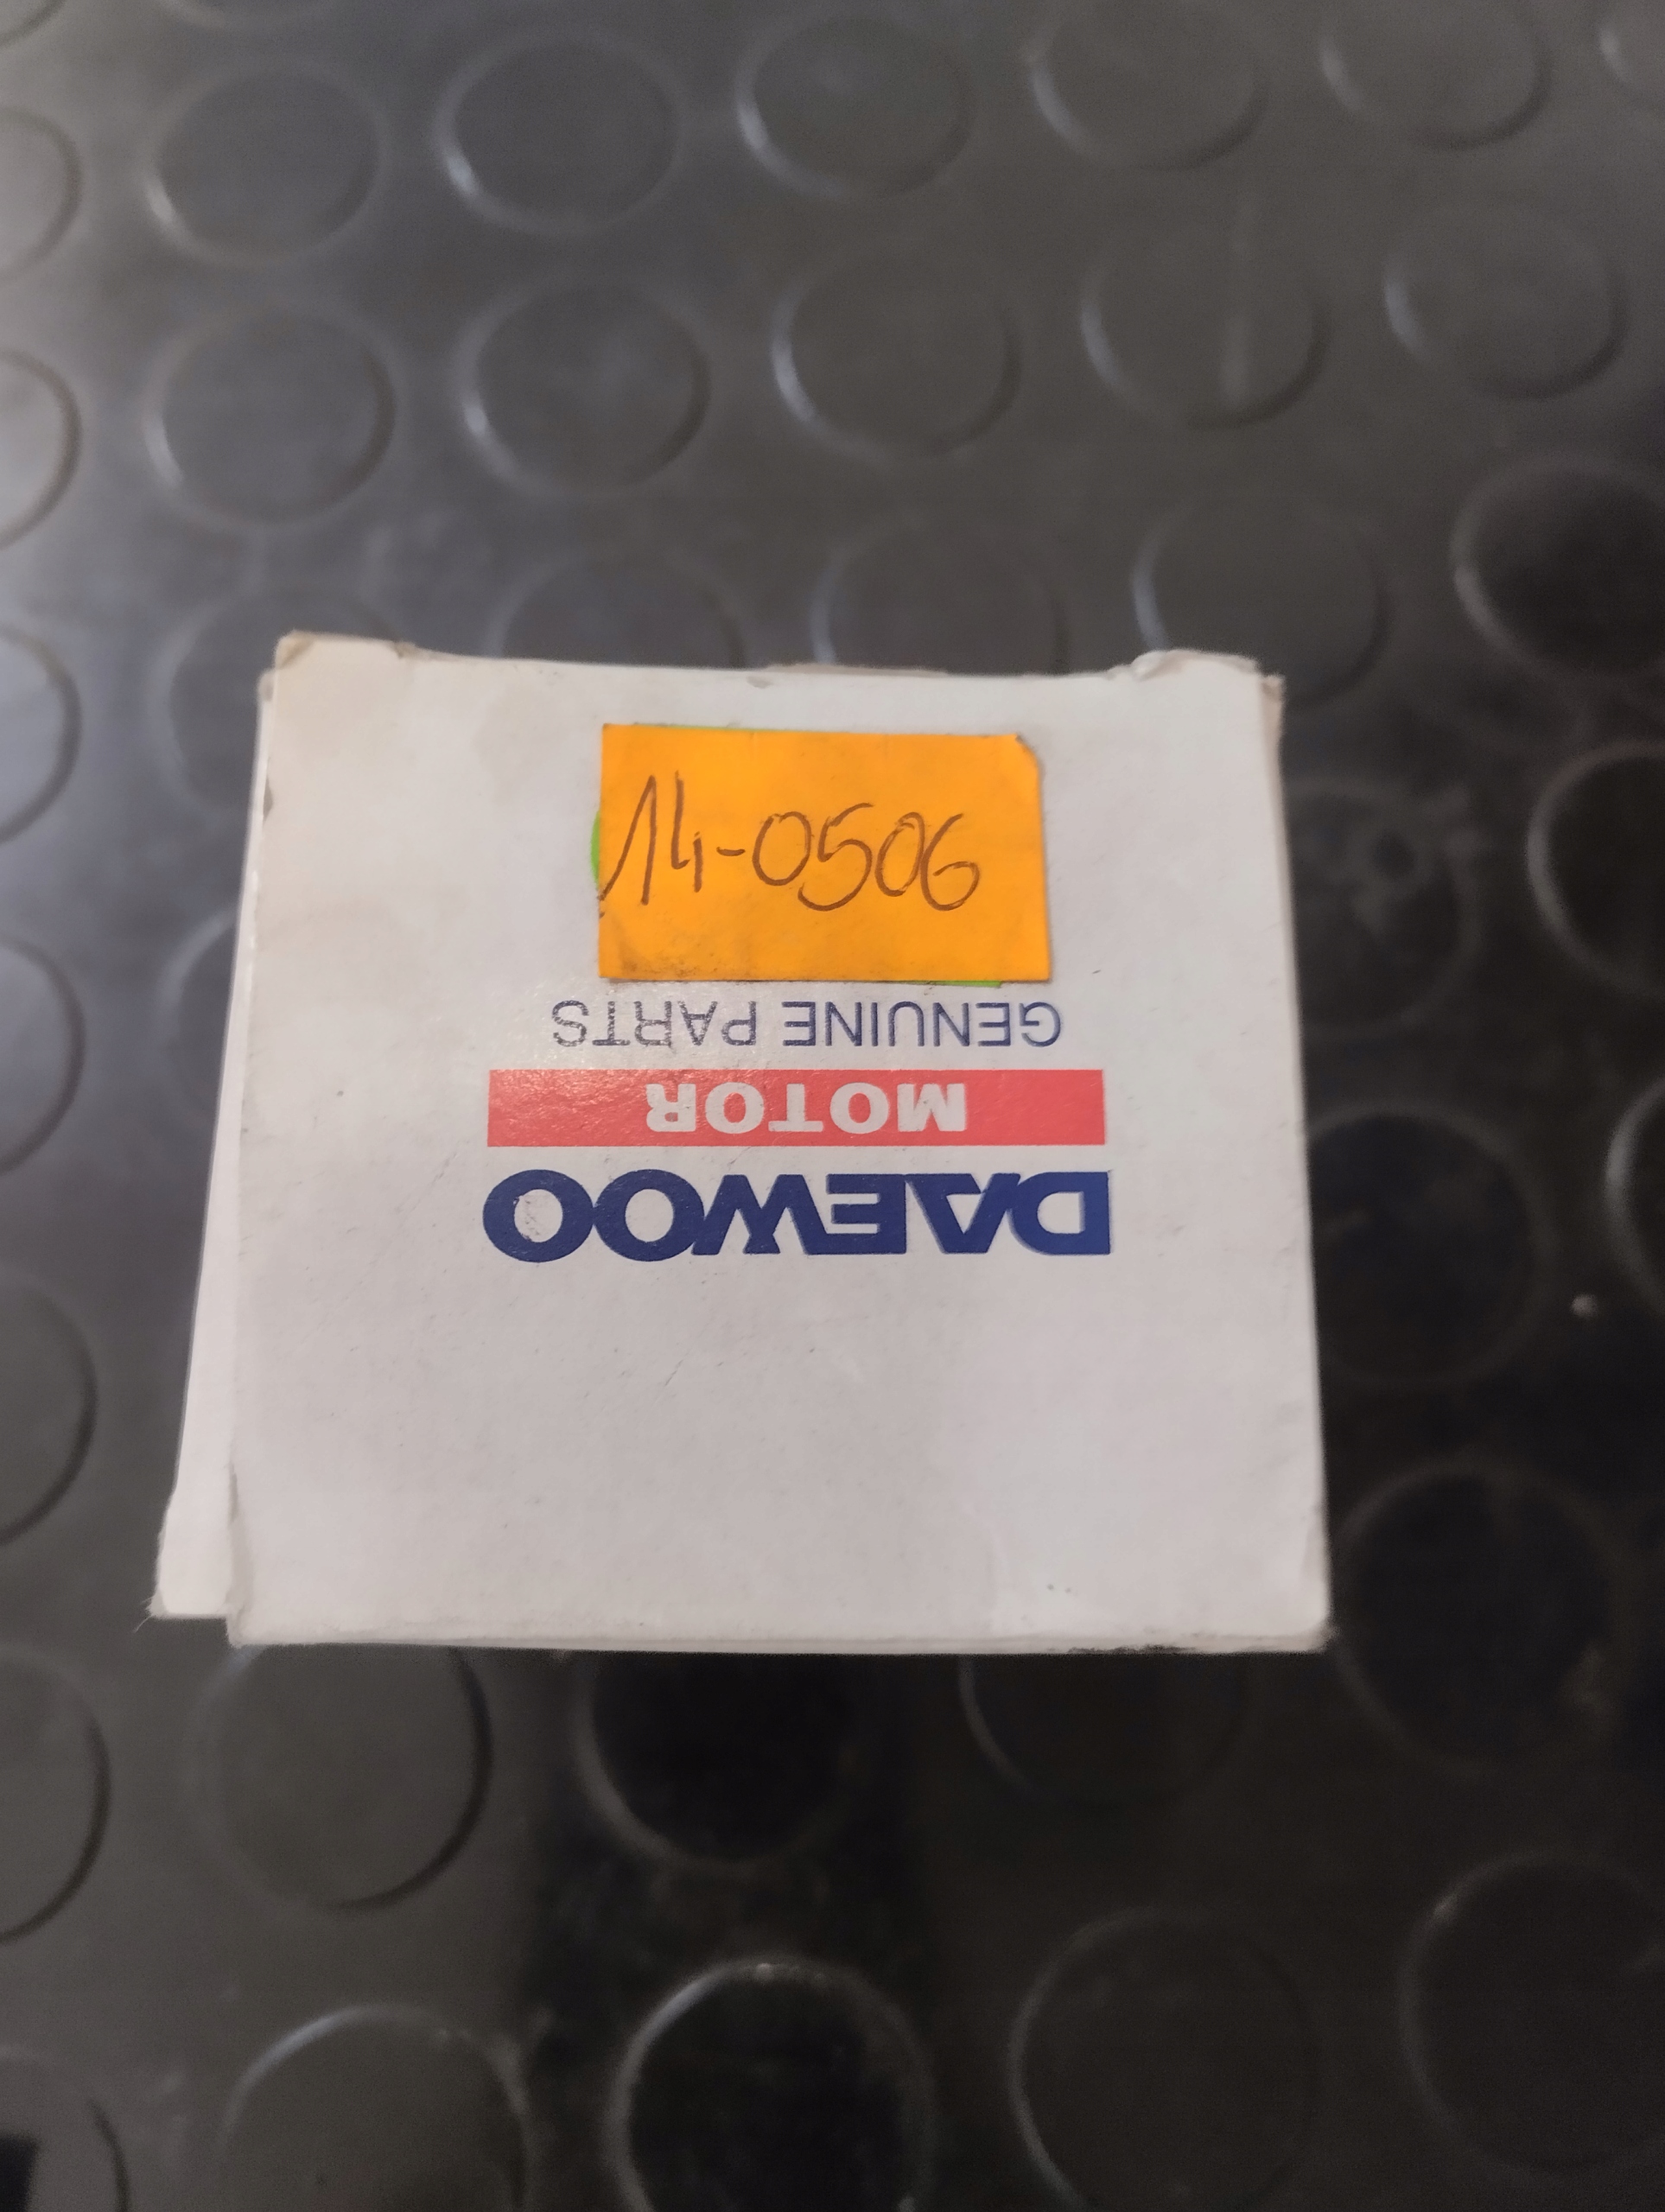 14-0506
DAEWOO
MOTOR
GENUINE PARTS